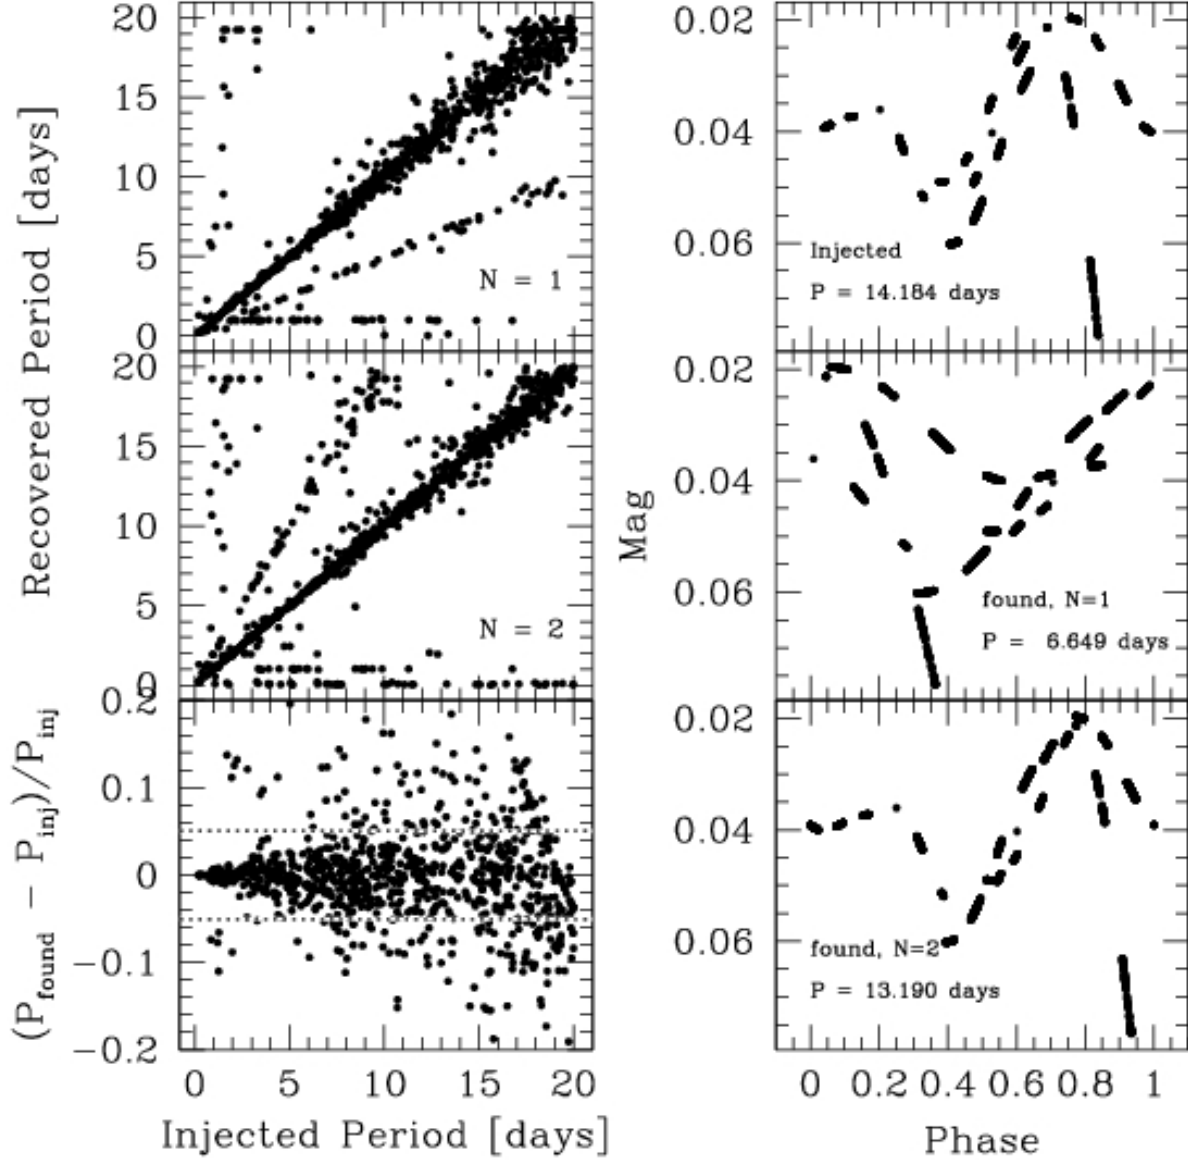 20
15
10
5
0
N = 1
20
15
10
5
0
N = 2
0.2
0.1
0
−0.1
−0.2
0 5 10 15 20
Injected Period [days]
Recovered Period [days]
(P_found − P_inj)/P_inj
0.02
0.04
0.06
Injected
P = 14.184 days
0.02
0.04
0.06
found, N=1
P = 6.649 days
0.02
0.04
0.06
found, N=2
P = 13.190 days
0 0.2 0.4 0.6 0.8 1
Phase
Mag